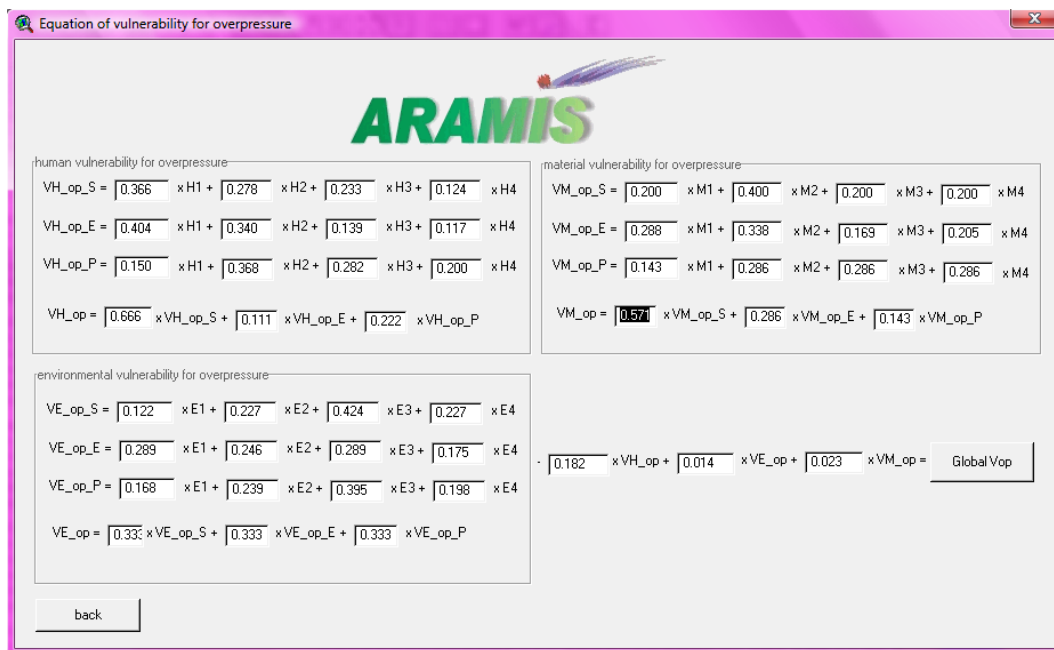 Equation of vulnerability for overpressure
ARAMIS
human vulnerability for overpressure
VH_op_S = 0.366 x H1 + 0.278 x H2 + 0.233 x H3 + 0.124 x H4
VH_op_E = 0.404 x H1 + 0.340 x H2 + 0.139 x H3 + 0.117 x H4
VH_op_P = 0.150 x H1 + 0.368 x H2 + 0.282 x H3 + 0.200 x H4
VH_op = 0.666 x VH_op_S + 0.111 x VH_op_E + 0.222 x VH_op_P
material vulnerability for overpressure
VM_op_S = 0.200 x M1 + 0.400 x M2 + 0.200 x M3 + 0.200 x M4
VM_op_E = 0.288 x M1 + 0.338 x M2 + 0.169 x M3 + 0.205 x M4
VM_op_P = 0.143 x M1 + 0.286 x M2 + 0.286 x M3 + 0.286 x M4
VM_op = 0.571 x VM_op_S + 0.286 x VM_op_E + 0.143 x VM_op_P
environmental vulnerability for overpressure
VE_op_S = 0.122 x E1 + 0.227 x E2 + 0.424 x E3 + 0.227 x E4
VE_op_E = 0.289 x E1 + 0.246 x E2 + 0.289 x E3 + 0.175 x E4
VE_op_P = 0.168 x E1 + 0.239 x E2 + 0.395 x E3 + 0.198 x E4
VE_op = 0.333 x VE_op_S + 0.333 x VE_op_E + 0.333 x VE_op_P
- 0.182 x VH_op + 0.014 x VE_op + 0.023 x VM_op = Global Vop
back